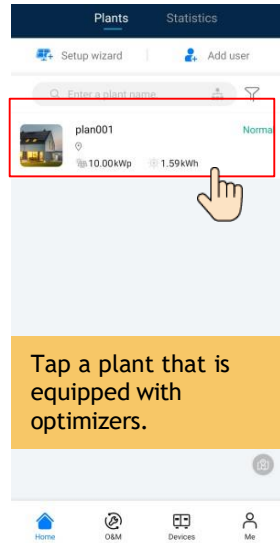 Plants Statistics
Setup wizard Add user
Enter a plant name
plan001 Norma
10.00kWp 1.59kWh
Tap a plant that is
equipped with
optimizers.
Home O&M Devices Me